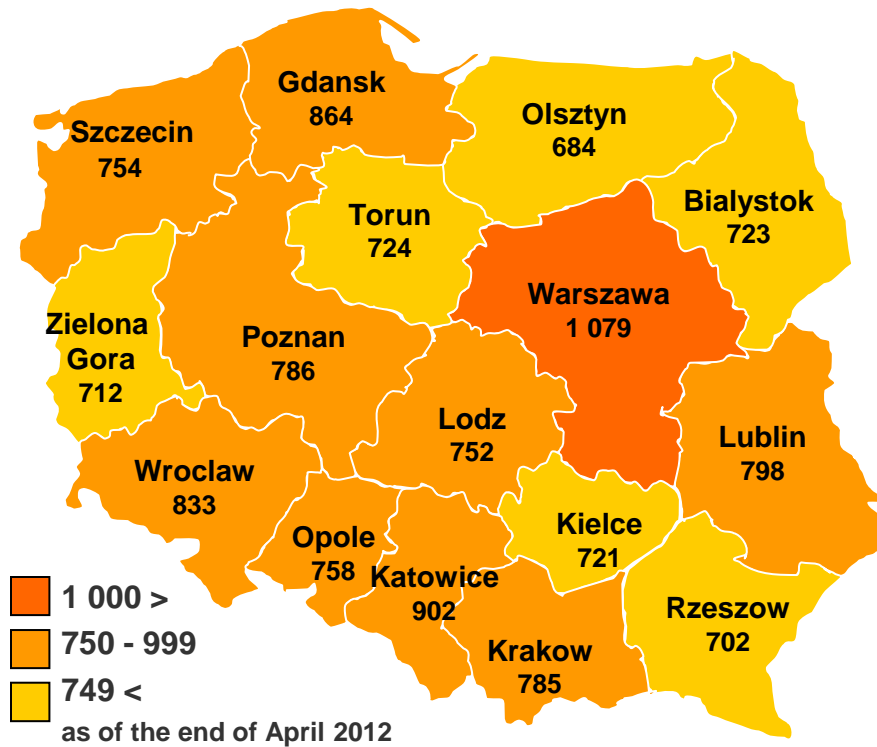 Gdansk
864
Szczecin
754
Olsztyn
684
Bialystok
723
Torun
724
Warszawa
1 079
Zielona
Gora
712
Poznan
786
Lodz
752
Lublin
798
Wroclaw
833
Opole
758
Katowice
902
Kielce
721
Rzeszow
702
Krakow
785
1 000 >
750 - 999
749 <
as of the end of April 2012